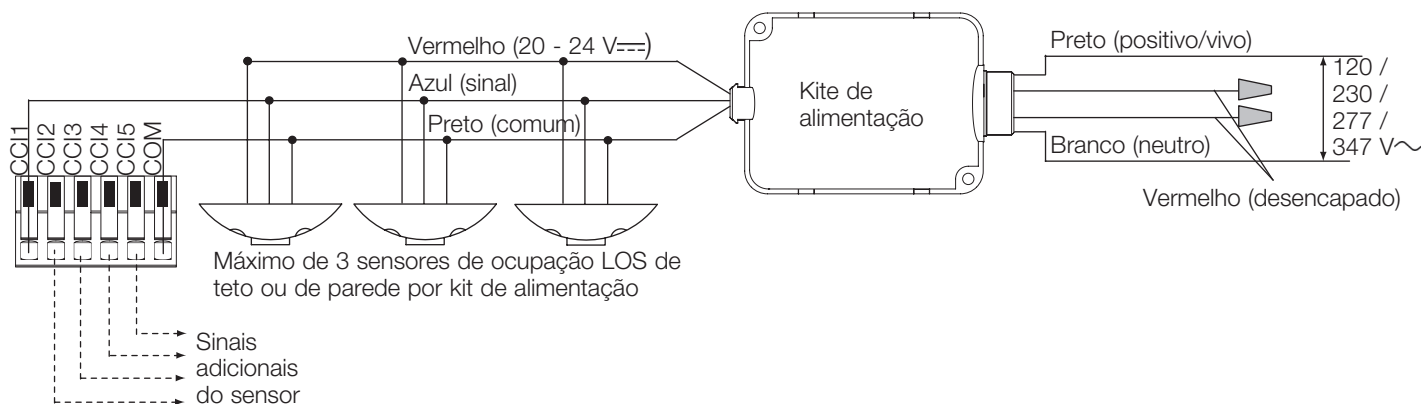 Vermelho (20 - 24 V⎓)
Azul (sinal)
Preto (comum)
CCI1
CCI2
CCI3
CCI4
CCI5
COM
Máximo de 3 sensores de ocupação LOS de
teto ou de parede por kit de alimentação
Sinais
adicionais
do sensor
Kite de
alimentação
Preto (positivo/vivo)
120 /
230 /
277 /
347 V~
Branco (neutro)
Vermelho (desencapado)